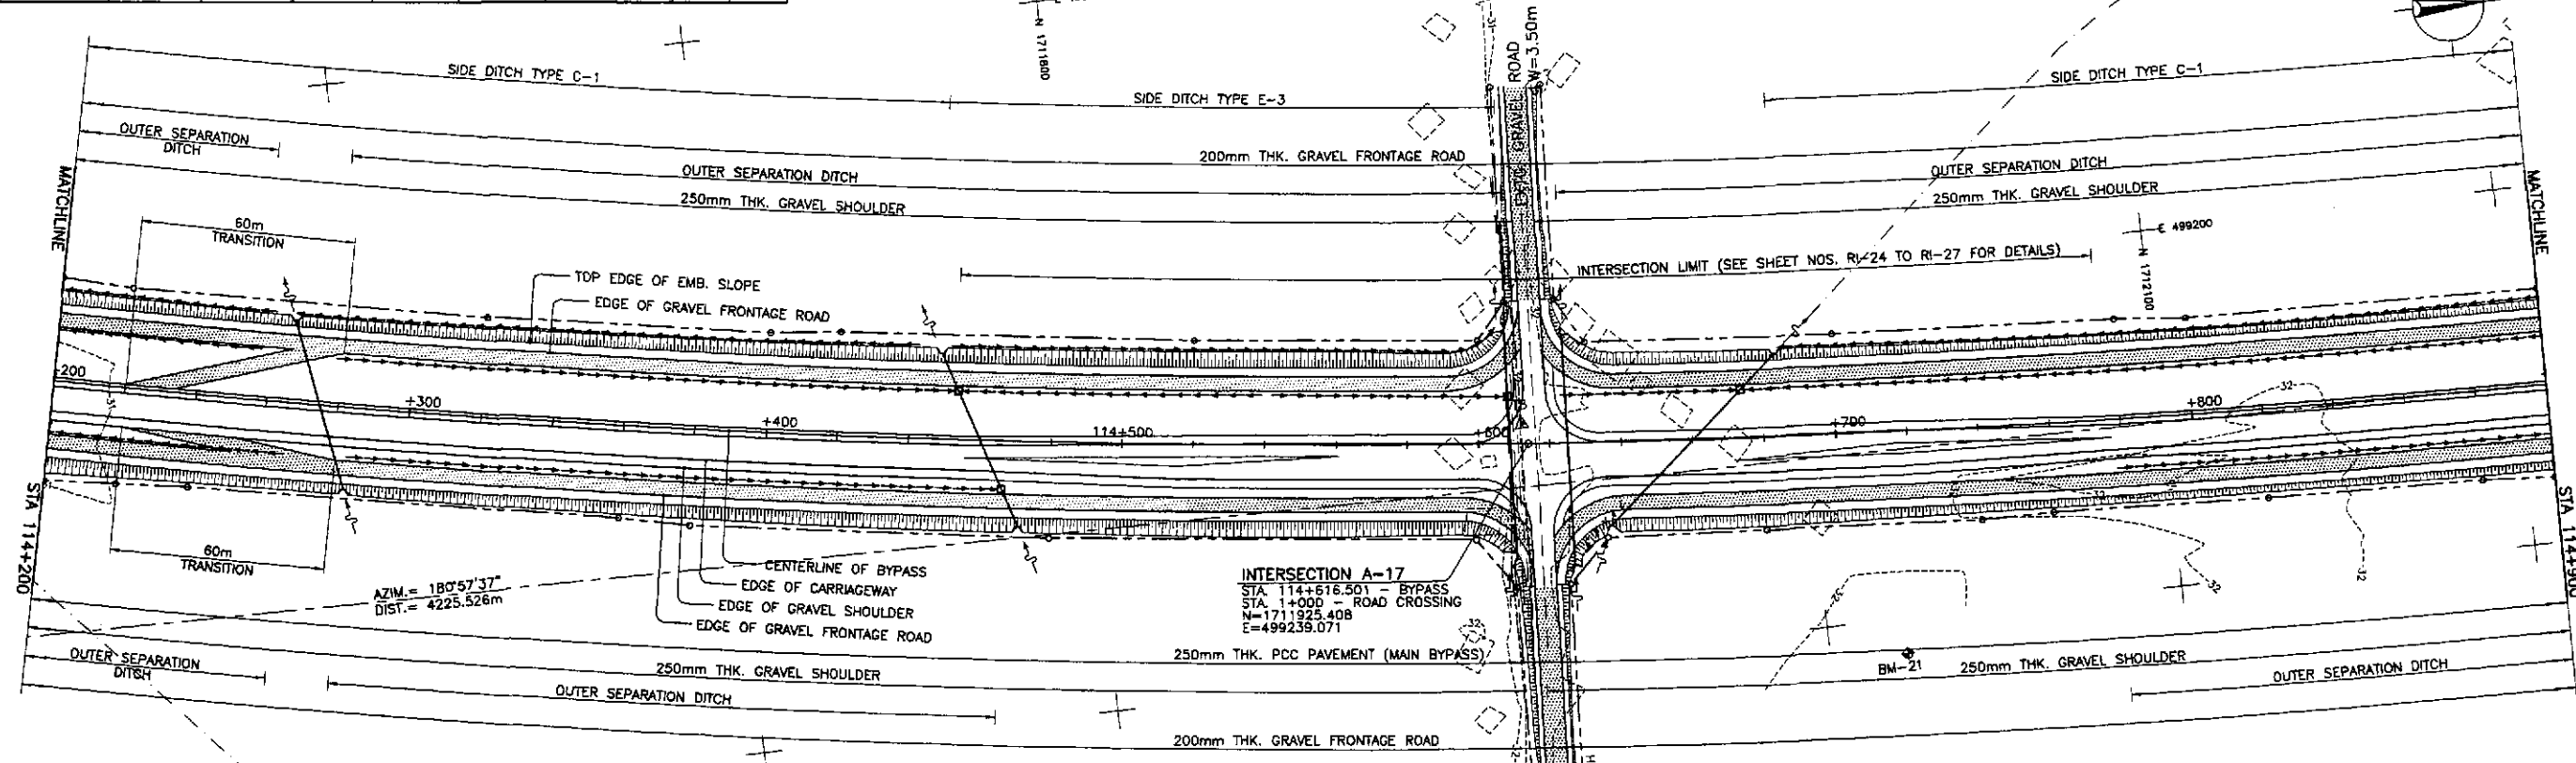 N 1711800
ROAD
W=3.50m
SIDE DITCH TYPE C-1
SIDE DITCH TYPE E-3
SIDE DITCH TYPE C-1
OUTER SEPARATION
DITCH
200mm THK. GRAVEL FRONTAGE ROAD
OUTER SEPARATION DITCH
OUTER SEPARATION DITCH
250mm THK. GRAVEL SHOULDER
250mm THK. GRAVEL SHOULDER
MATCHLINE
MATCHLINE
60m
TRANSITION
E 499200
N 1712100
INTERSECTION LIMIT (SEE SHEET NOS. RI-24 TO RI-27 FOR DETAILS)
TOP EDGE OF EMB. SLOPE
EDGE OF GRAVEL FRONTAGE ROAD
+200
+300
+400
114+500
+600
+700
+800
32
32
32
32
STA 114+200
STA 114+900
60m
TRANSITION
AZIM.= 180°57'37"
DIST.= 4225.526m
CENTERLINE OF BYPASS
EDGE OF CARRIAGEWAY
EDGE OF GRAVEL SHOULDER
EDGE OF GRAVEL FRONTAGE ROAD
INTERSECTION A-17
STA. 114+616.501 - BYPASS
STA. 1+000 - ROAD CROSSING
N=1711925.408
E=499239.071
250mm THK. PCC PAVEMENT (MAIN BYPASS)
BM-21
250mm THK. GRAVEL SHOULDER
250mm THK. GRAVEL SHOULDER
OUTER SEPARATION
DITCH
OUTER SEPARATION DITCH
OUTER SEPARATION DITCH
200mm THK. GRAVEL FRONTAGE ROAD